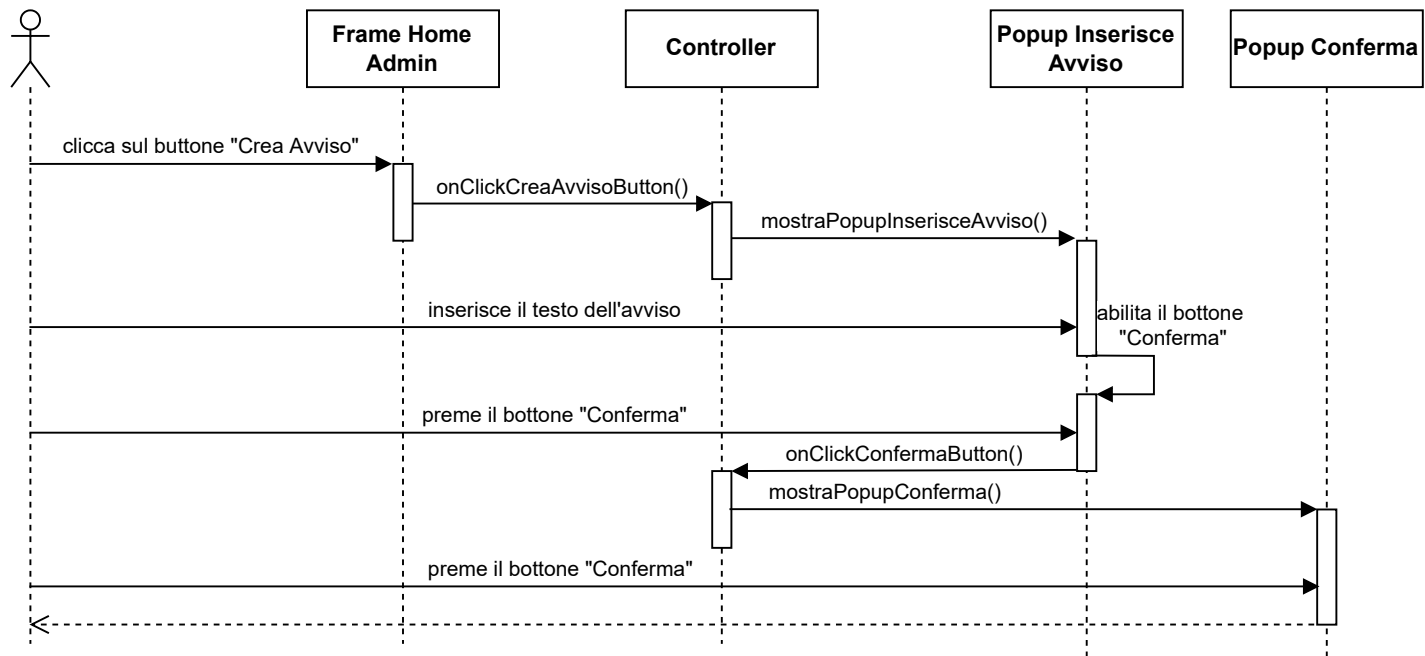 Frame Home
Admin
Controller
Popup Inserisce
Avviso
Popup Conferma
clicca sul buttone "Crea Avviso"
onClickCreaAvvisoButton()
mostraPopupInserisceAvviso()
inserisce il testo dell'avviso
abilita il bottone
"Conferma"
preme il bottone "Conferma"
onClickConfermaButton()
mostraPopupConferma()
preme il bottone "Conferma"